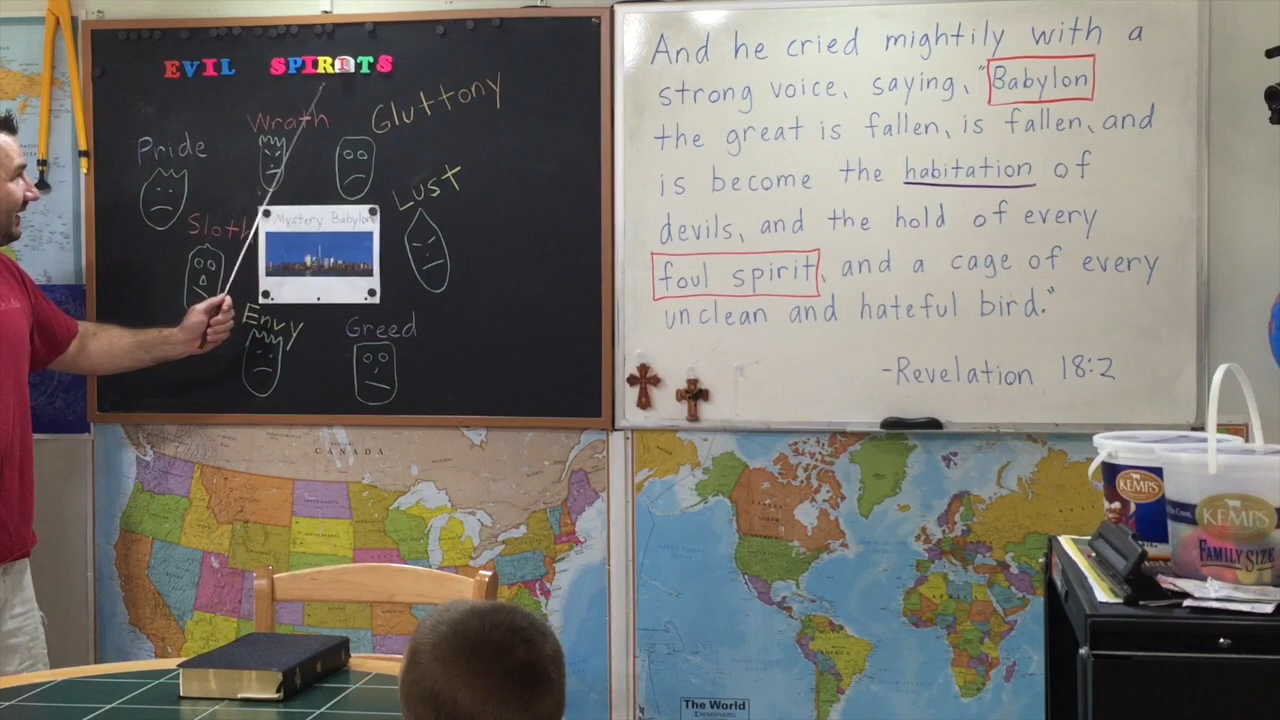 EVIL SPIRITS
Wrath
Gluttony
Pride
Lust
Sloth
Mystery Babylon
Envy
Greed
And he cried mightily with a
strong voice, saying, "Babylon
the great is fallen, is fallen, and
is become the habitation of
devils, and the hold of every
foul spirit, and a cage of every
unclean and hateful bird."
-Revelation 18:2
CANADA
AFRICA
The World
KEMPS
KEMPS
FAMILY SIZE